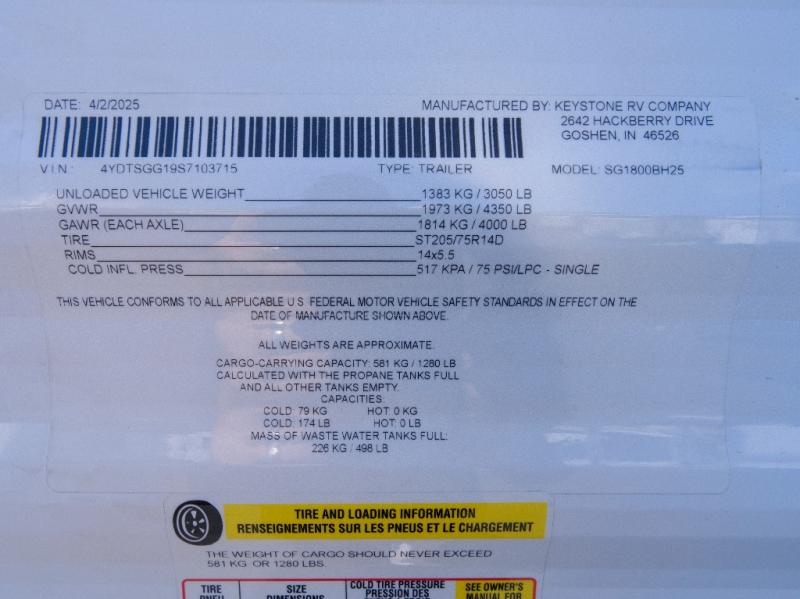 DATE: 4/2/2025 MANUFACTURED BY: KEYSTONE RV COMPANY
2642 HACKBERRY DRIVE
GOSHEN, IN 46526
VIN: 4YDTSGG19S7103715 TYPE: TRAILER MODEL: SG1800BH25
UNLOADED VEHICLE WEIGHT 1383 KG / 3050 LB
GVWR 1973 KG / 4350 LB
GAWR (EACH AXLE) 1814 KG / 4000 LB
TIRE ST205/75R14D
RIMS 14x5.5
COLD INFL. PRESS 517 KPA / 75 PSI/LPC - SINGLE
THIS VEHICLE CONFORMS TO ALL APPLICABLE U.S. FEDERAL MOTOR VEHICLE SAFETY STANDARDS IN EFFECT ON THE
DATE OF MANUFACTURE SHOWN ABOVE.
ALL WEIGHTS ARE APPROXIMATE.
CARGO-CARRYING CAPACITY: 581 KG / 1280 LB
CALCULATED WITH THE PROPANE TANKS FULL
AND ALL OTHER TANKS EMPTY.
CAPACITIES:
COLD: 79 KG HOT: 0 KG
COLD: 174 LB HOT: 0 LB
MASS OF WASTE WATER TANKS FULL:
226 KG / 498 LB
TIRE AND LOADING INFORMATION
RENSEIGNEMENTS SUR LES PNEUS ET LE CHARGEMENT
THE WEIGHT OF CARGO SHOULD NEVER EXCEED
581 KG OR 1280 LBS.
TIRE SIZE COLD TIRE PRESSURE SEE OWNER'S
PNEU DIMENSIONS PRESSION DES MANUAL FOR